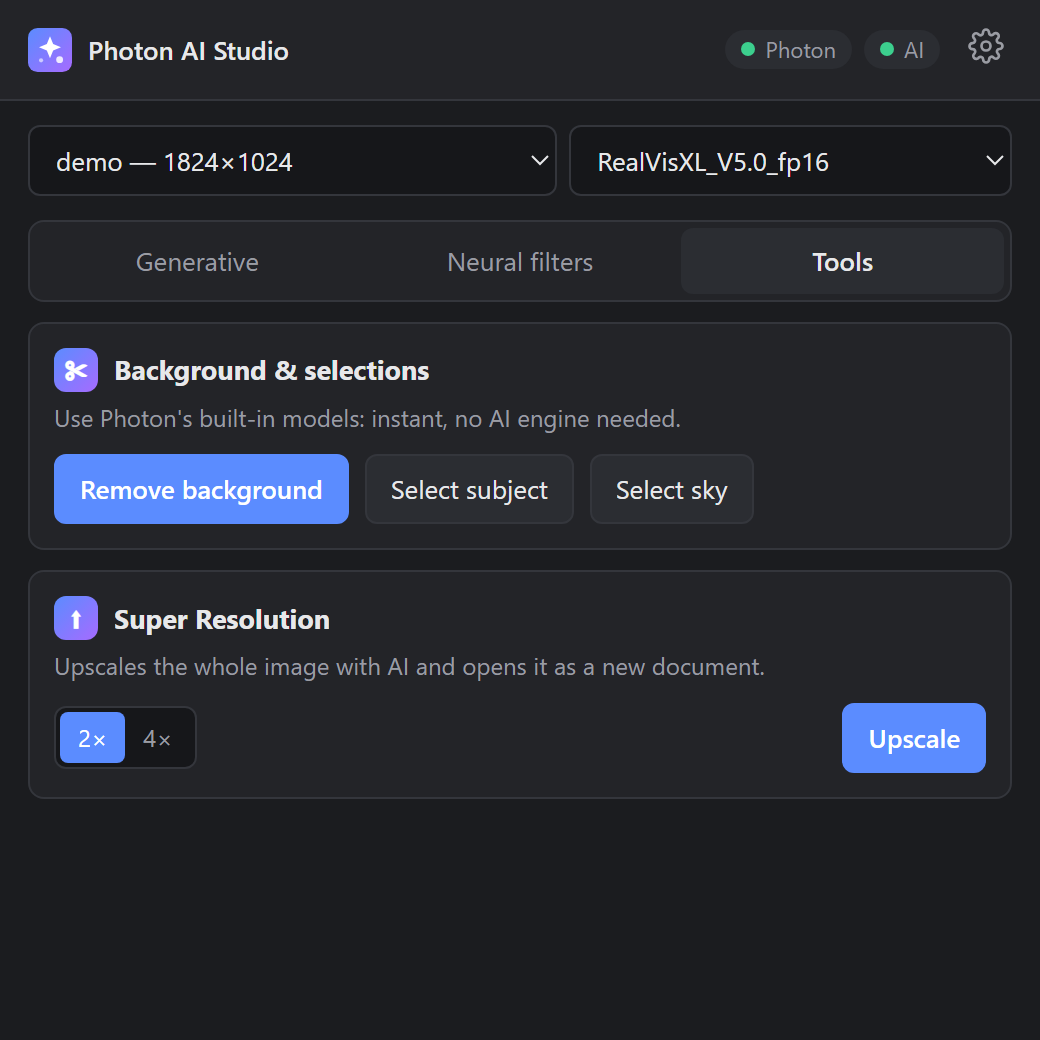 Photon AI Studio
Photon
AI
demo — 1824×1024
RealVisXL_V5.0_fp16
Generative
Neural filters
Tools
Background & selections
Use Photon's built-in models: instant, no AI engine needed.
Remove background
Select subject
Select sky
Super Resolution
Upscales the whole image with AI and opens it as a new document.
2×
4×
Upscale